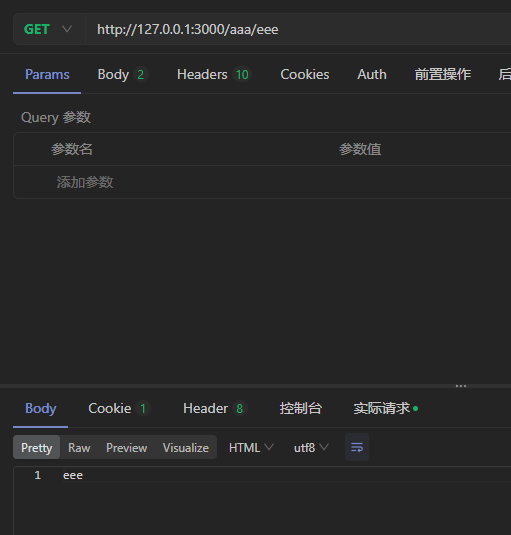 GET http://127.0.0.1:3000/aaa/eee
Params Body 2 Headers 10 Cookies Auth 前置操作 后
Query 参数
参数名 参数值
添加参数
Body Cookie 1 Header 8 控制台 实际请求
Pretty Raw Preview Visualize HTML utf8
1 eee